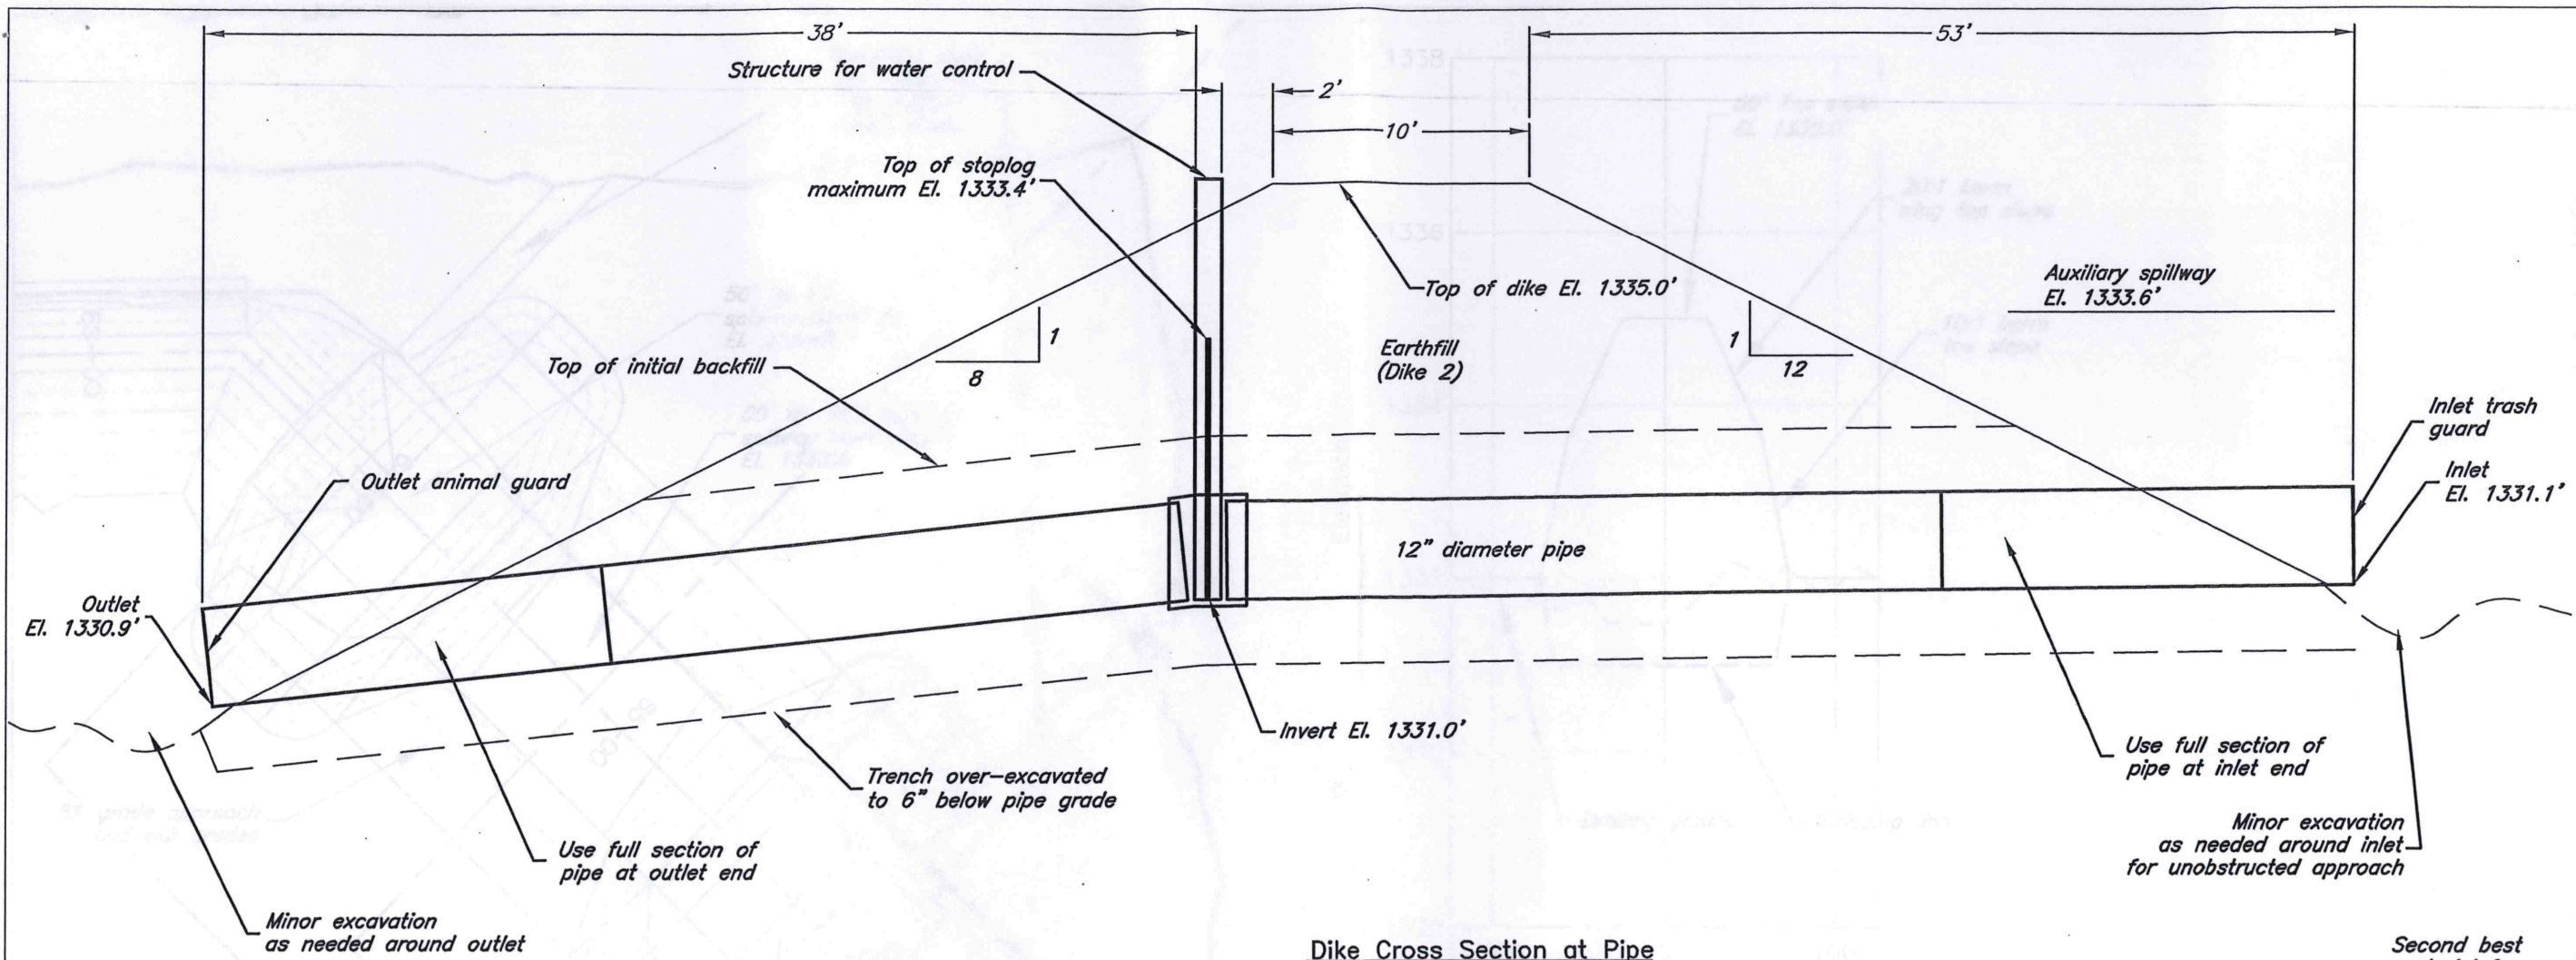 38'
53'
Structure for water control
2'
10'
Top of stoplog
maximum El. 1333.4'
Top of dike El. 1335.0'
Auxiliary spillway
El. 1333.6'
1
8
1
12
Earthfill
(Dike 2)
Top of initial backfill
Inlet trash
guard
Outlet animal guard
Inlet
El. 1331.1'
12" diameter pipe
Outlet
El. 1330.9'
Invert El. 1331.0'
Use full section of
pipe at inlet end
Trench over-excavated
to 6" below pipe grade
Use full section of
pipe at outlet end
Minor excavation
as needed around inlet
for unobstructed approach
Minor excavation
as needed around outlet
Dike Cross Section at Pipe
Second best